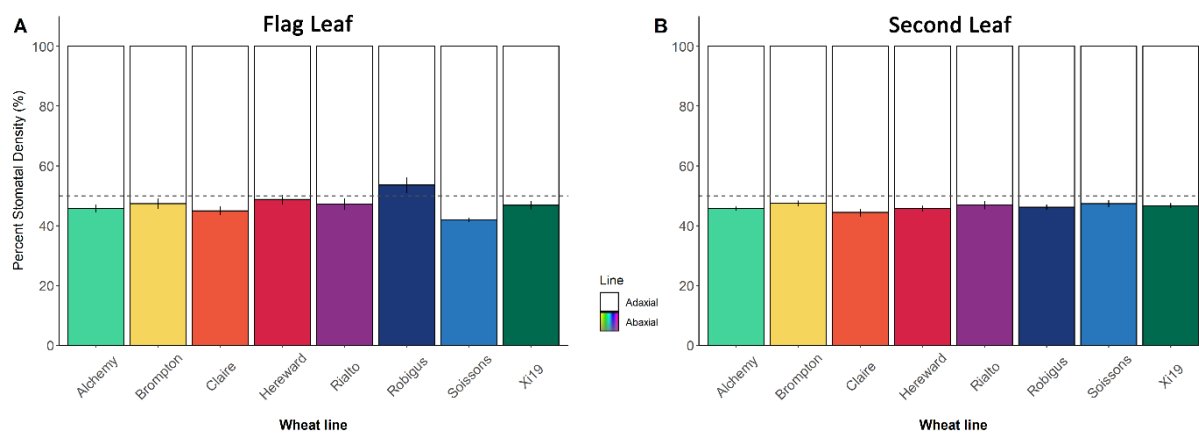 A
Flag Leaf
Percent Stomatal Density (%)
100
80
60
40
20
0
Alchemy
Brompton
Claire
Hereward
Rialto
Robigus
Soissons
Xi19
Wheat line
Line
Adaxial
Abaxial
B
Second Leaf
100
80
60
40
20
0
Alchemy
Brompton
Claire
Hereward
Rialto
Robigus
Soissons
Xi19
Wheat line